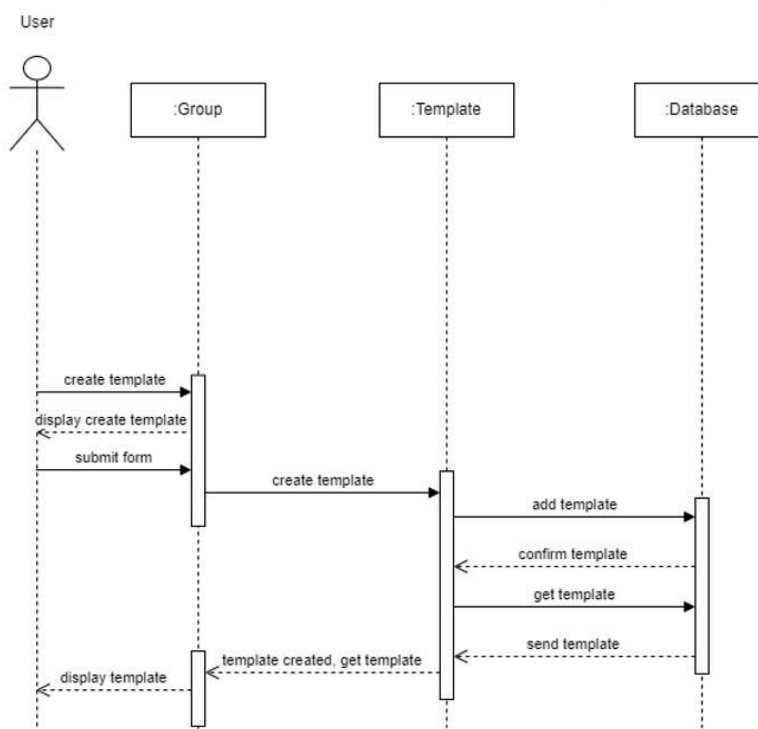 User
:Group
:Template
:Database
create template
display create template
submit form
create template
add template
confirm template
get template
send template
template created, get template
display template